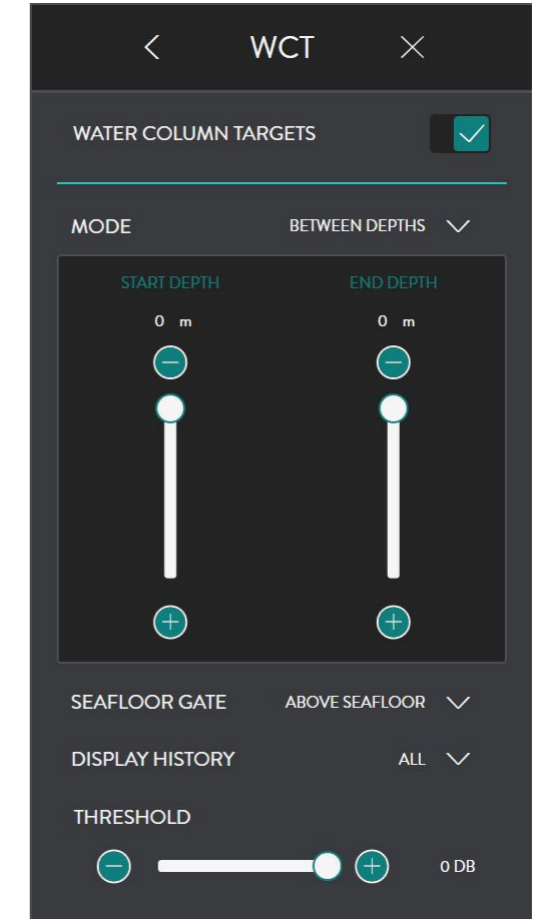 WCT
WATER COLUMN TARGETS
MODE BETWEEN DEPTHS
START DEPTH END DEPTH
0 m 0 m
SEAFLOOR GATE ABOVE SEAFLOOR
DISPLAY HISTORY ALL
THRESHOLD
0 DB